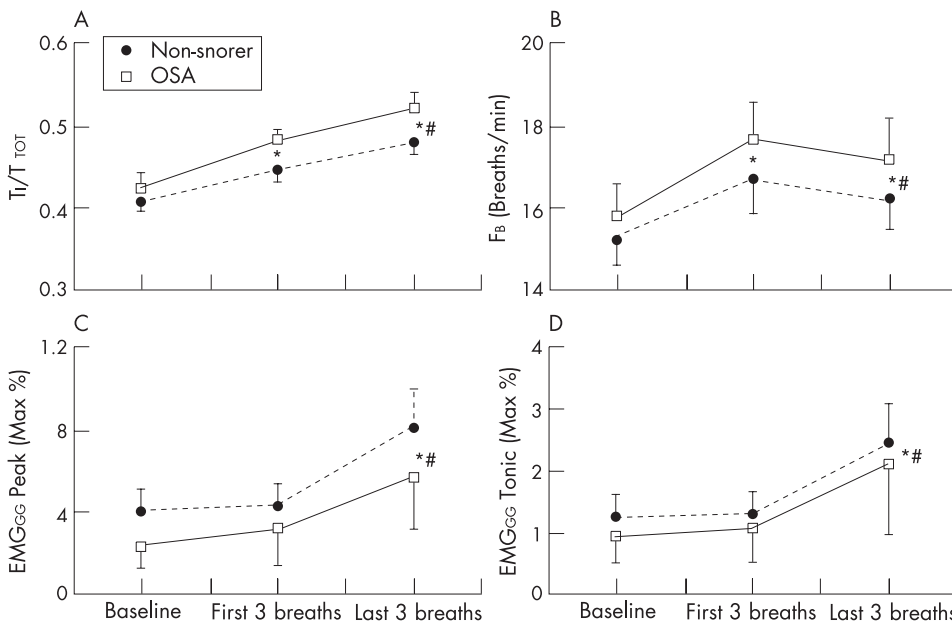 A
0.6
0.5
0.4
0.3
TI/T TOT
Non-snorer
OSA
*
*#
B
20
18
16
14
FB (Breaths/min)
*
*#
C
1.2
8
4
0
EMGGG Peak (Max %)
*#
Baseline
First 3 breaths
Last 3 breaths
D
4
3
2
1
0
EMGGG Tonic (Max %)
*#
Baseline
First 3 breaths
Last 3 breaths